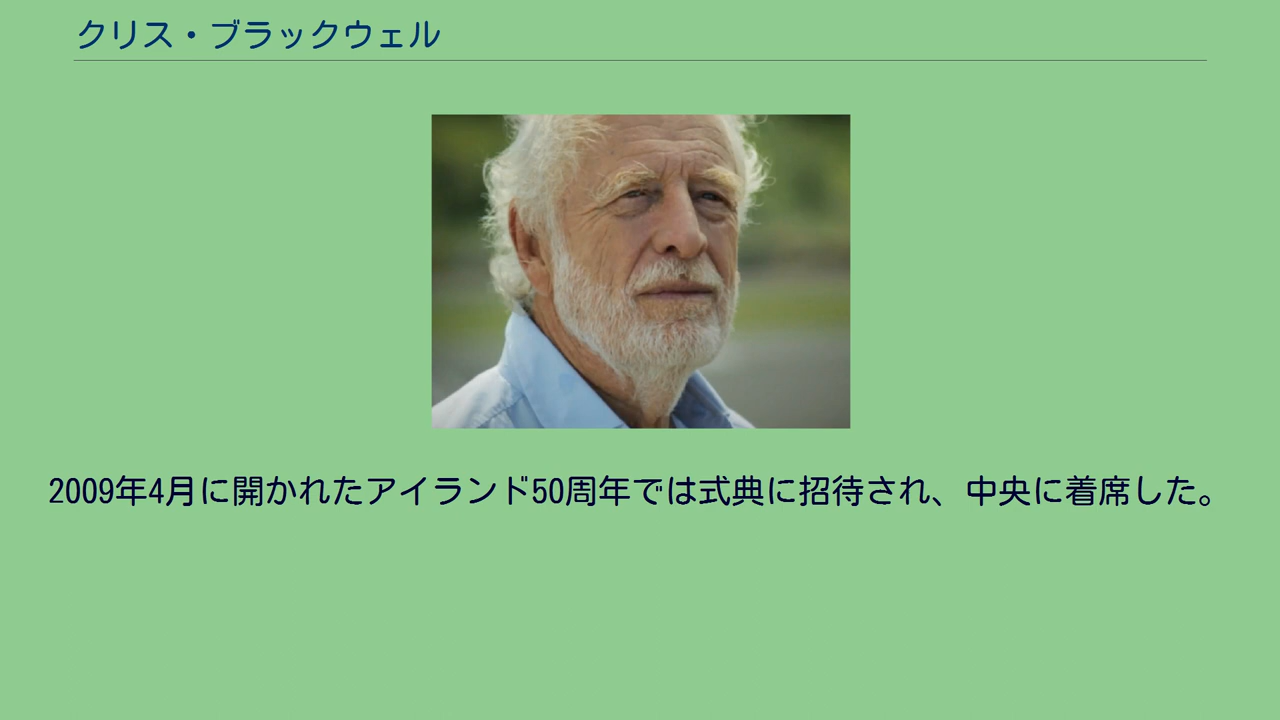 クリス・ブラックウェル
2009年4月に開かれたアイランド50周年では式典に招待され、中央に着席した。